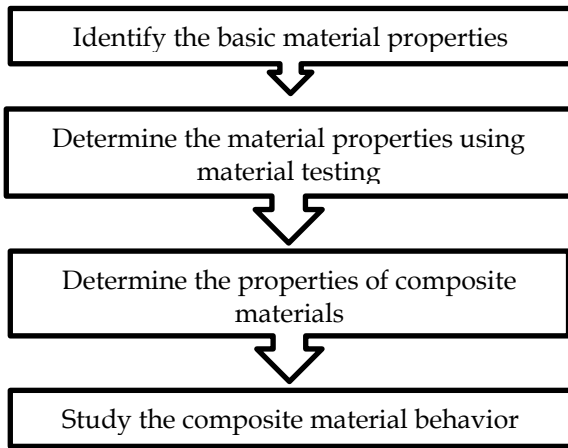 Identify the basic material properties
Determine the material properties using
material testing
Determine the properties of composite
materials
Study the composite material behavior